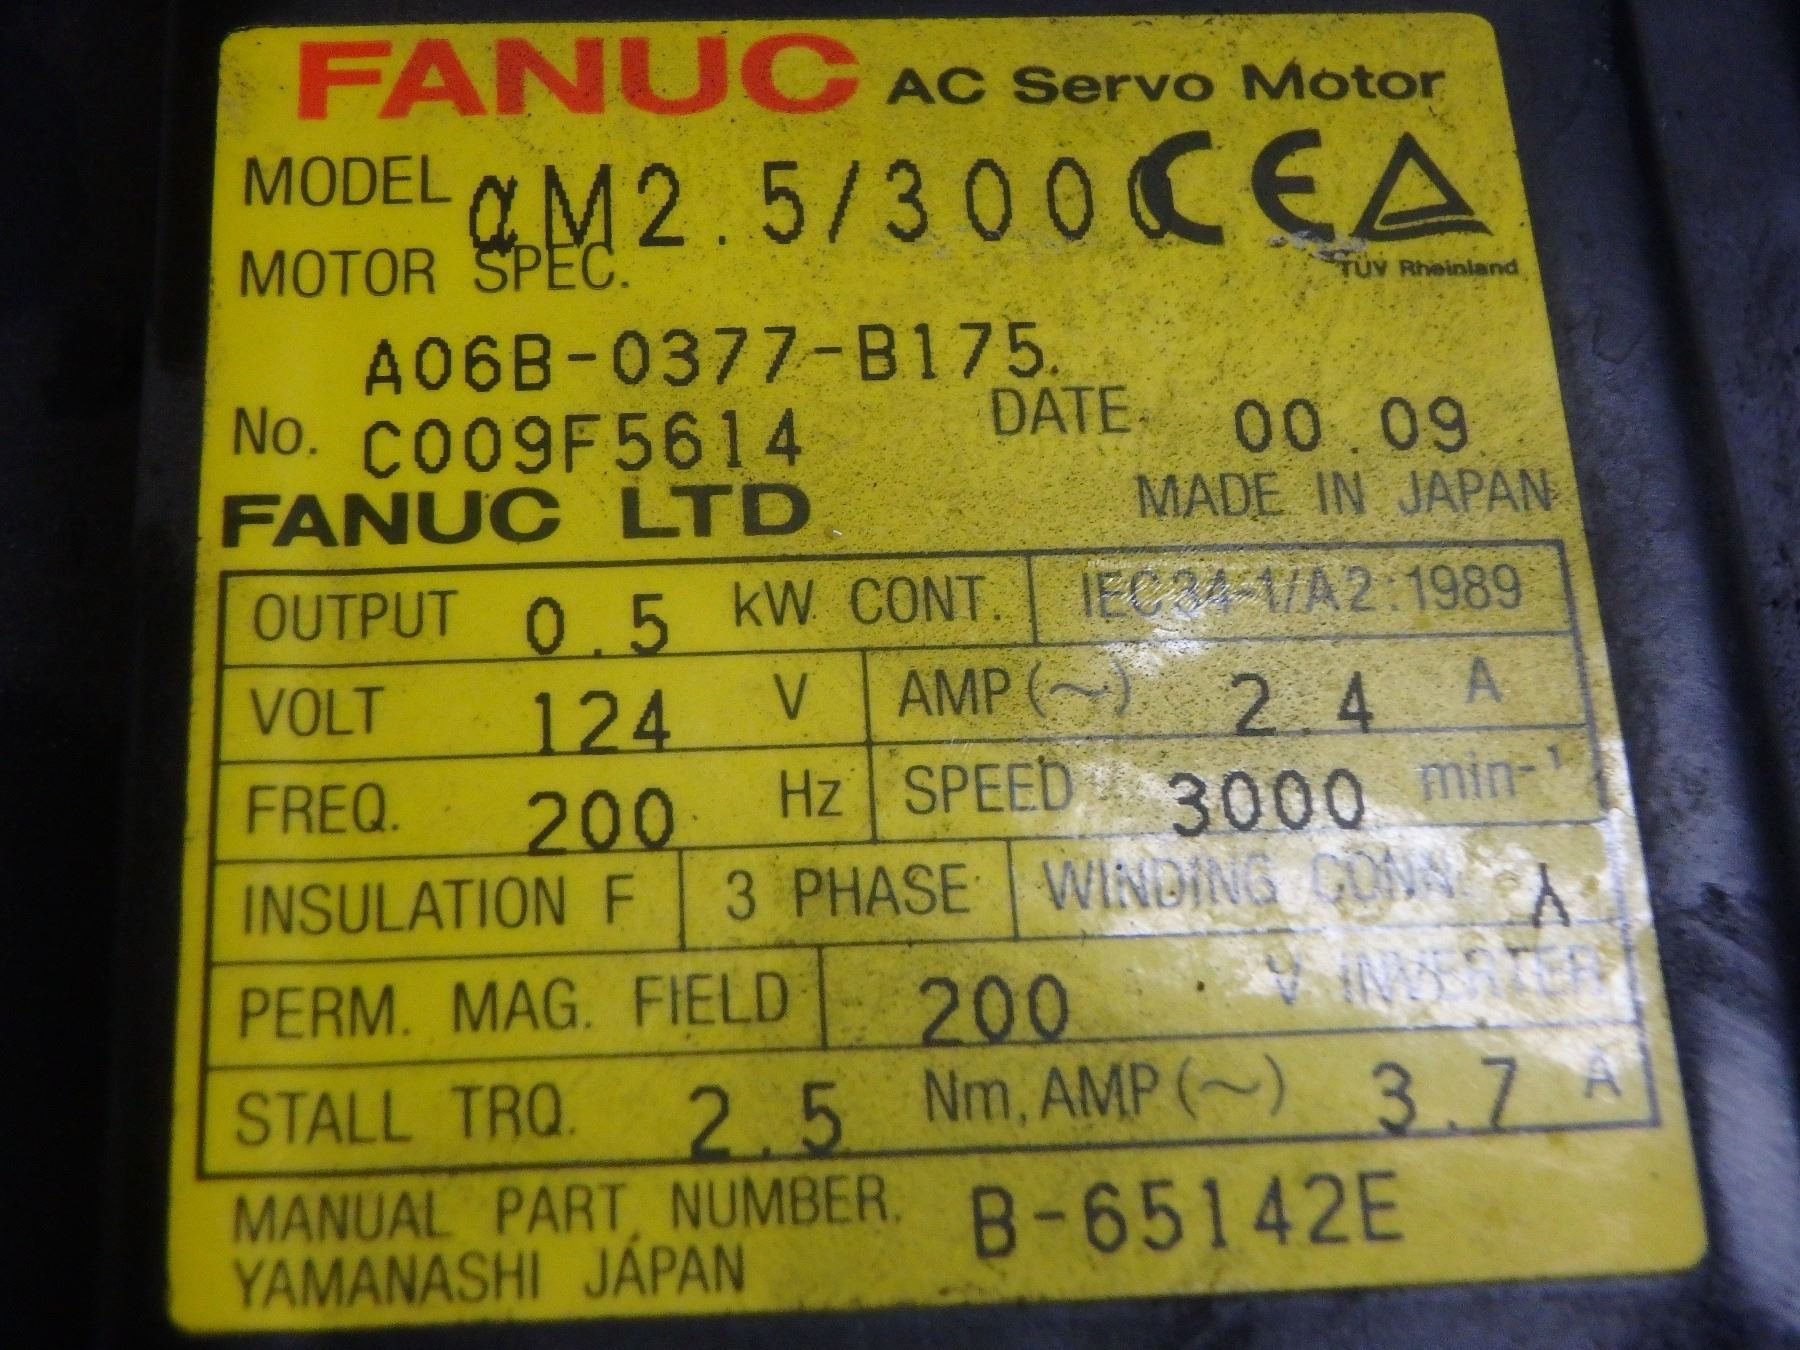 FANUC AC Servo Motor
MODEL αM2.5/3000 CE
TÜV Rheinland
MOTOR SPEC.
A06B-0377-B175.
No. C009F5614 DATE 00.09
FANUC LTD MADE IN JAPAN
OUTPUT 0.5 kW CONT. IEC34-1/A2:1989
VOLT 124 V AMP (~) 2.4 A
FREQ. 200 Hz SPEED 3000 min-¹
INSULATION F 3 PHASE WINDING CONN. Y
PERM. MAG. FIELD 200 V INVERTER
STALL TRQ. 2.5 Nm, AMP (~) 3.7 A
MANUAL PART NUMBER. B-65142E
YAMANASHI JAPAN